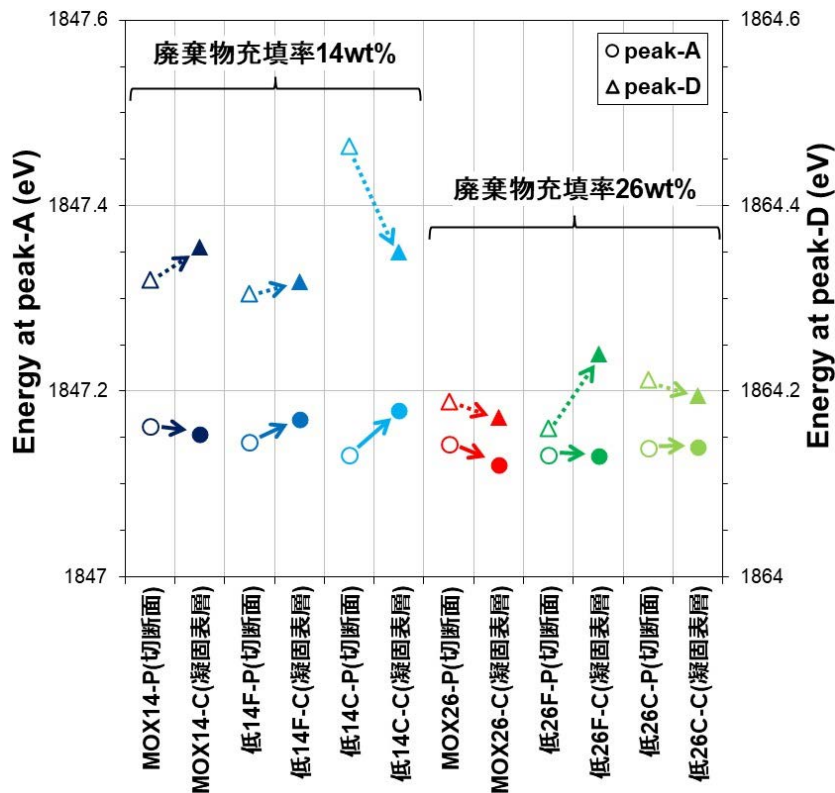 1847.6
1864.6
廃棄物充填率14wt%
peak-A
peak-D
Energy at peak-A (eV)
Energy at peak-D (eV)
1847.4
1864.4
廃棄物充填率26wt%
1847.2
1864.2
1847
1864
MOX14-P(切断面)
MOX14-C(凝固表層)
低14F-P(切断面)
低14F-C(凝固表層)
低14C-P(切断面)
低14C-C(凝固表層)
MOX26-P(切断面)
MOX26-C(凝固表層)
低26F-P(切断面)
低26F-C(凝固表層)
低26C-P(切断面)
低26C-C(凝固表層)